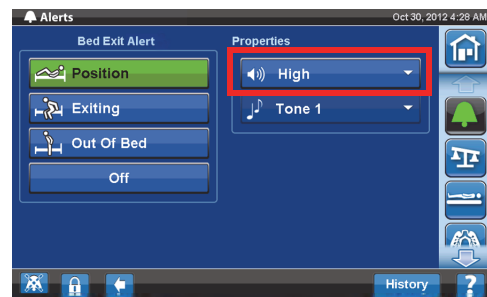 Alerts
Oct 30, 2012 4:28 AM
Bed Exit Alert
Position
Exiting
Out Of Bed
Off
Properties
High
Tone 1
History
?